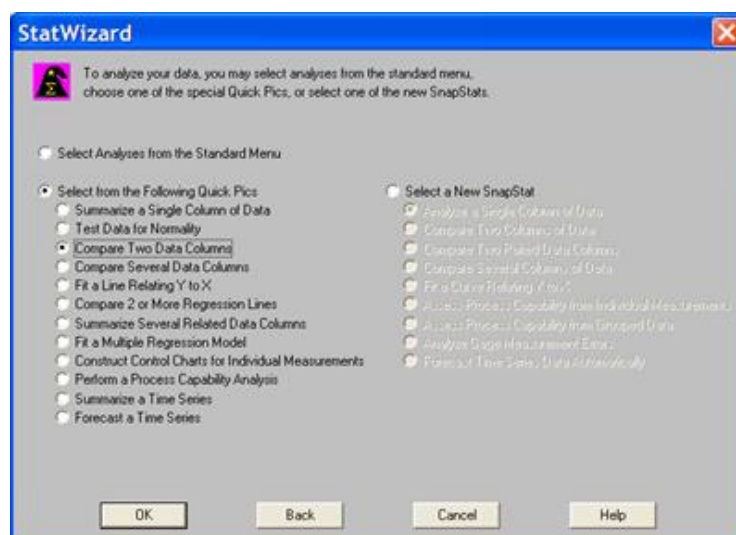 StatWizard
To analyze your data, you may select analyses from the standard menu,
choose one of the special Quick Pics, or select one of the new SnapStats.
Select Analyses from the Standard Menu
Select from the Following Quick Pics
Summarize a Single Column of Data
Test Data for Normality
Compare Two Data Columns
Compare Several Data Columns
Fit a Line Relating Y to X
Compare 2 or More Regression Lines
Summarize Several Related Data Columns
Fit a Multiple Regression Model
Construct Control Charts for Individual Measurements
Perform a Process Capability Analysis
Summarize a Time Series
Forecast a Time Series
Select a New SnapStat
Analyze a Single Column of Data
Compare Two Columns of Data
Compare Two Paired Data Columns
Compare Several Columns of Data
Fit a Curve Relating Y to X
Assess Process Capability from Individual Measurements
Assess Process Capability from Grouped Data
Analyze Gage Measurement Errors
Forecast Time Series Data Automatically
OK
Back
Cancel
Help